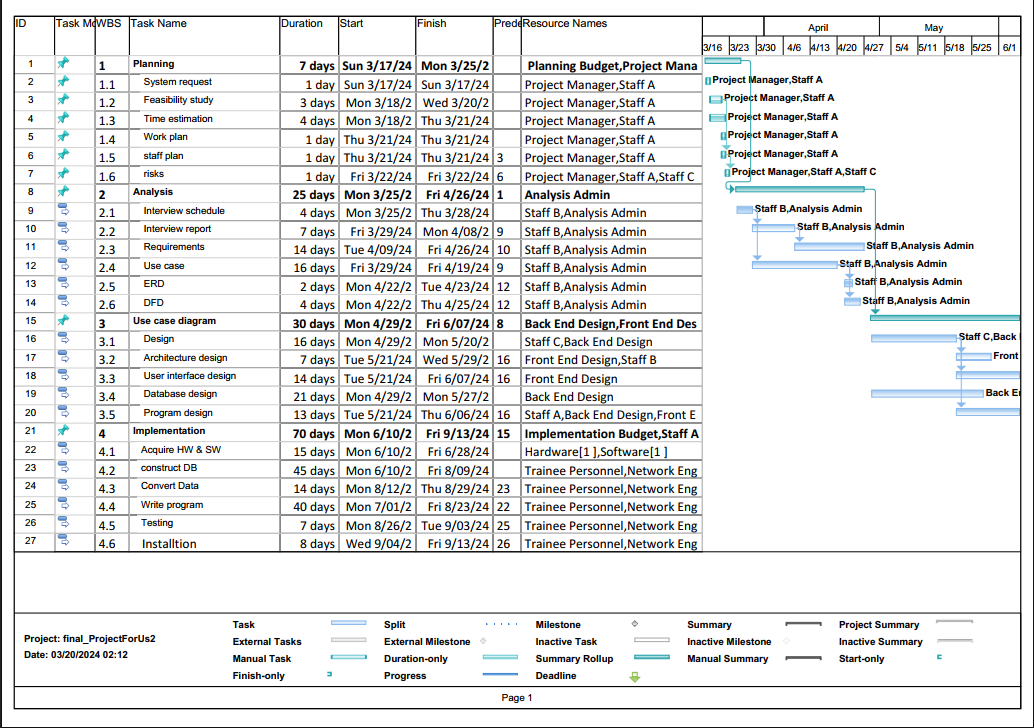 ID Task Mo WBS Task Name Duration Start Finish Prede Resource Names
April May
3/16 3/23 3/30 4/6 4/13 4/20 4/27 5/4 5/11 5/18 5/25 6/1
1 1 Planning 7 days Sun 3/17/24 Mon 3/25/2 Planning Budget,Project Mana
2 1.1 System request 1 day Sun 3/17/24 Sun 3/17/24 Project Manager,Staff A Project Manager,Staff A
3 1.2 Feasibility study 3 days Mon 3/18/2 Wed 3/20/2 Project Manager,Staff A Project Manager,Staff A
4 1.3 Time estimation 4 days Mon 3/18/2 Thu 3/21/24 Project Manager,Staff A Project Manager,Staff A
5 1.4 Work plan 1 day Thu 3/21/24 Thu 3/21/24 Project Manager,Staff A Project Manager,Staff A
6 1.5 staff plan 1 day Thu 3/21/24 Thu 3/21/24 3 Project Manager,Staff A Project Manager,Staff A
7 1.6 risks 1 day Fri 3/22/24 Fri 3/22/24 6 Project Manager,Staff A,Staff C Project Manager,Staff A,Staff C
8 2 Analysis 25 days Mon 3/25/2 Fri 4/26/24 1 Analysis Admin
9 2.1 Interview schedule 4 days Mon 3/25/2 Thu 3/28/24 Staff B,Analysis Admin Staff B,Analysis Admin
10 2.2 Interview report 7 days Fri 3/29/24 Mon 4/08/2 9 Staff B,Analysis Admin Staff B,Analysis Admin
11 2.3 Requirements 14 days Tue 4/09/24 Fri 4/26/24 10 Staff B,Analysis Admin Staff B,Analysis Admin
12 2.4 Use case 16 days Fri 3/29/24 Fri 4/19/24 9 Staff B,Analysis Admin Staff B,Analysis Admin
13 2.5 ERD 2 days Mon 4/22/2 Tue 4/23/24 12 Staff B,Analysis Admin Staff B,Analysis Admin
14 2.6 DFD 4 days Mon 4/22/2 Thu 4/25/24 12 Staff B,Analysis Admin Staff B,Analysis Admin
15 3 Use case diagram 30 days Mon 4/29/2 Fri 6/07/24 8 Back End Design,Front End Des
16 3.1 Design 16 days Mon 4/29/2 Mon 5/20/2 Staff C,Back End Design Staff C,Back
17 3.2 Architecture design 7 days Tue 5/21/24 Wed 5/29/2 16 Front End Design,Staff B Front
18 3.3 User interface design 14 days Tue 5/21/24 Fri 6/07/24 16 Front End Design
19 3.4 Database design 21 days Mon 4/29/2 Mon 5/27/2 Back End Design Back E
20 3.5 Program design 13 days Tue 5/21/24 Thu 6/06/24 16 Staff A,Back End Design,Front E
21 4 Implementation 70 days Mon 6/10/2 Fri 9/13/24 15 Implementation Budget,Staff A
22 4.1 Acquire HW & SW 15 days Mon 6/10/2 Fri 6/28/24 Hardware[1 ],Software[1 ]
23 4.2 construct DB 45 days Mon 6/10/2 Fri 8/09/24 Trainee Personnel,Network Eng
24 4.3 Convert Data 14 days Mon 8/12/2 Thu 8/29/24 23 Trainee Personnel,Network Eng
25 4.4 Write program 40 days Mon 7/01/2 Fri 8/23/24 22 Trainee Personnel,Network Eng
26 4.5 Testing 7 days Mon 8/26/2 Tue 9/03/24 25 Trainee Personnel,Network Eng
27 4.6 Installtion 8 days Wed 9/04/2 Fri 9/13/24 26 Trainee Personnel,Network Eng
Project: final_ProjectForUs2
Date: 03/20/2024 02:12
Task Split Milestone Summary Project Summary
External Tasks External Milestone Inactive Task Inactive Milestone Inactive Summary
Manual Task Duration-only Summary Rollup Manual Summary Start-only
Finish-only Progress Deadline
Page 1